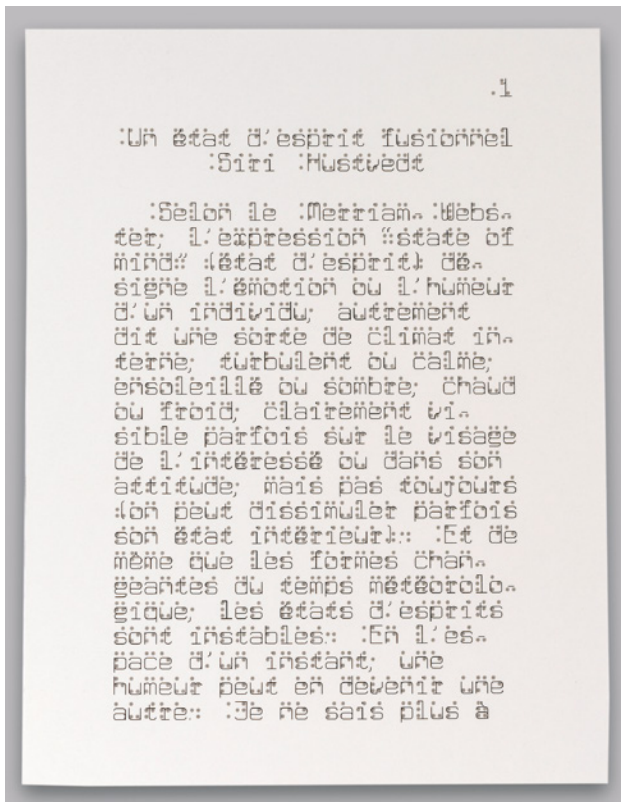 1
Un état d'esprit fusionnel
Siri Hustvedt
Selon le Merriam-Webs-
ter, l'expression "state of
mind" (état d'esprit) dé-
signe l'émotion ou l'humeur
d'un individu, autrement
dit une sorte de climat in-
terne, turbulent ou calme,
ensoleillé ou sombre, chaud
ou froid, clairement vi-
sible parfois sur le visage
de l'intéressé ou dans son
attitude, mais pas toujours
(on peut dissimuler parfois
son état intérieur). Et de
même que les formes chan-
geantes du temps météorolo-
gique, les états d'esprits
sont instables. En l'es-
pace d'un instant, une
humeur peut en devenir une
autre. Je ne sais plus à